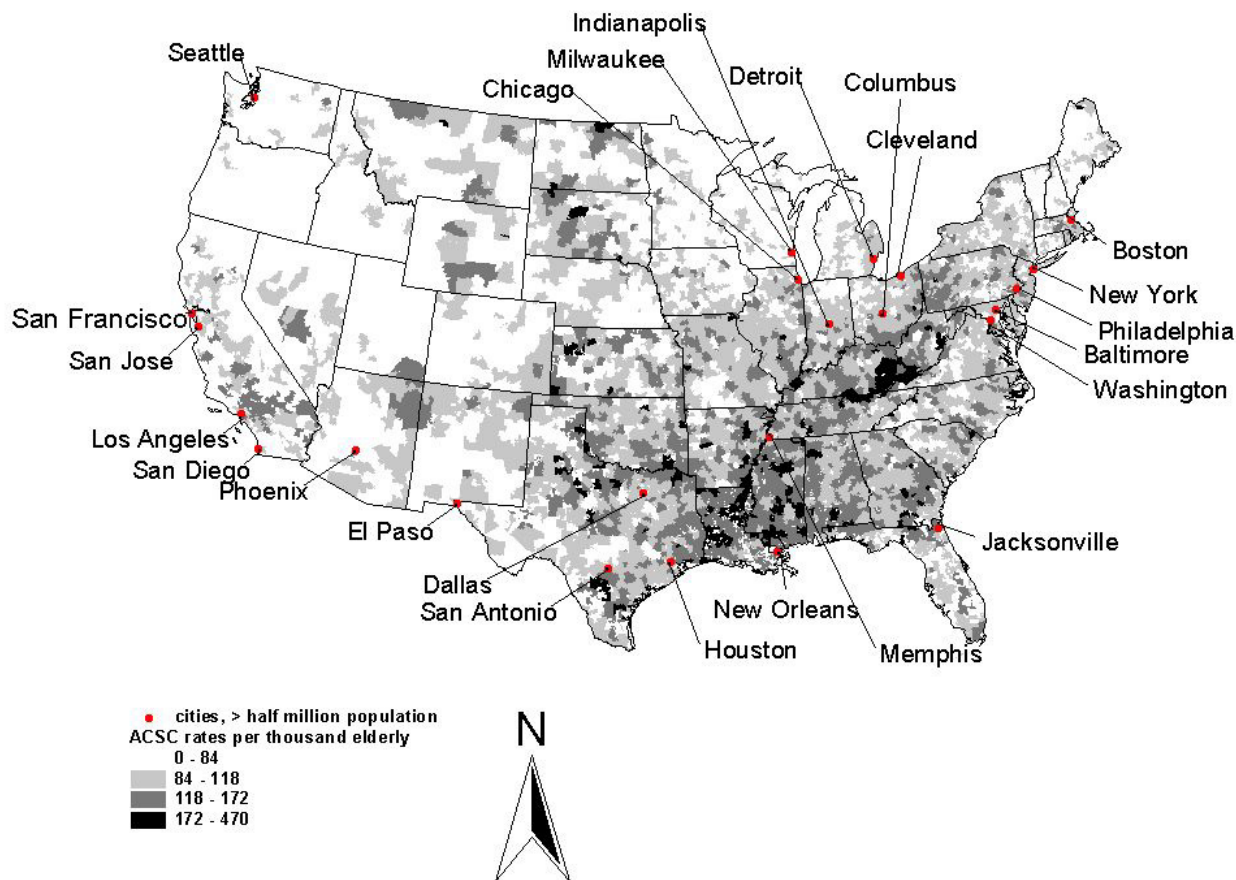 Indianapolis
Seattle
Milwaukee
Detroit
Columbus
Chicago
Cleveland
Boston
New York
San Francisco
Philadelphia
San Jose
Baltimore
Washington
Los Angeles
San Diego
Phoenix
El Paso
Jacksonville
Dallas
San Antonio
New Orleans
Houston
Memphis
cities, > half million population
ACSC rates per thousand elderly
0 - 84
84 - 118
118 - 172
172 - 470
N